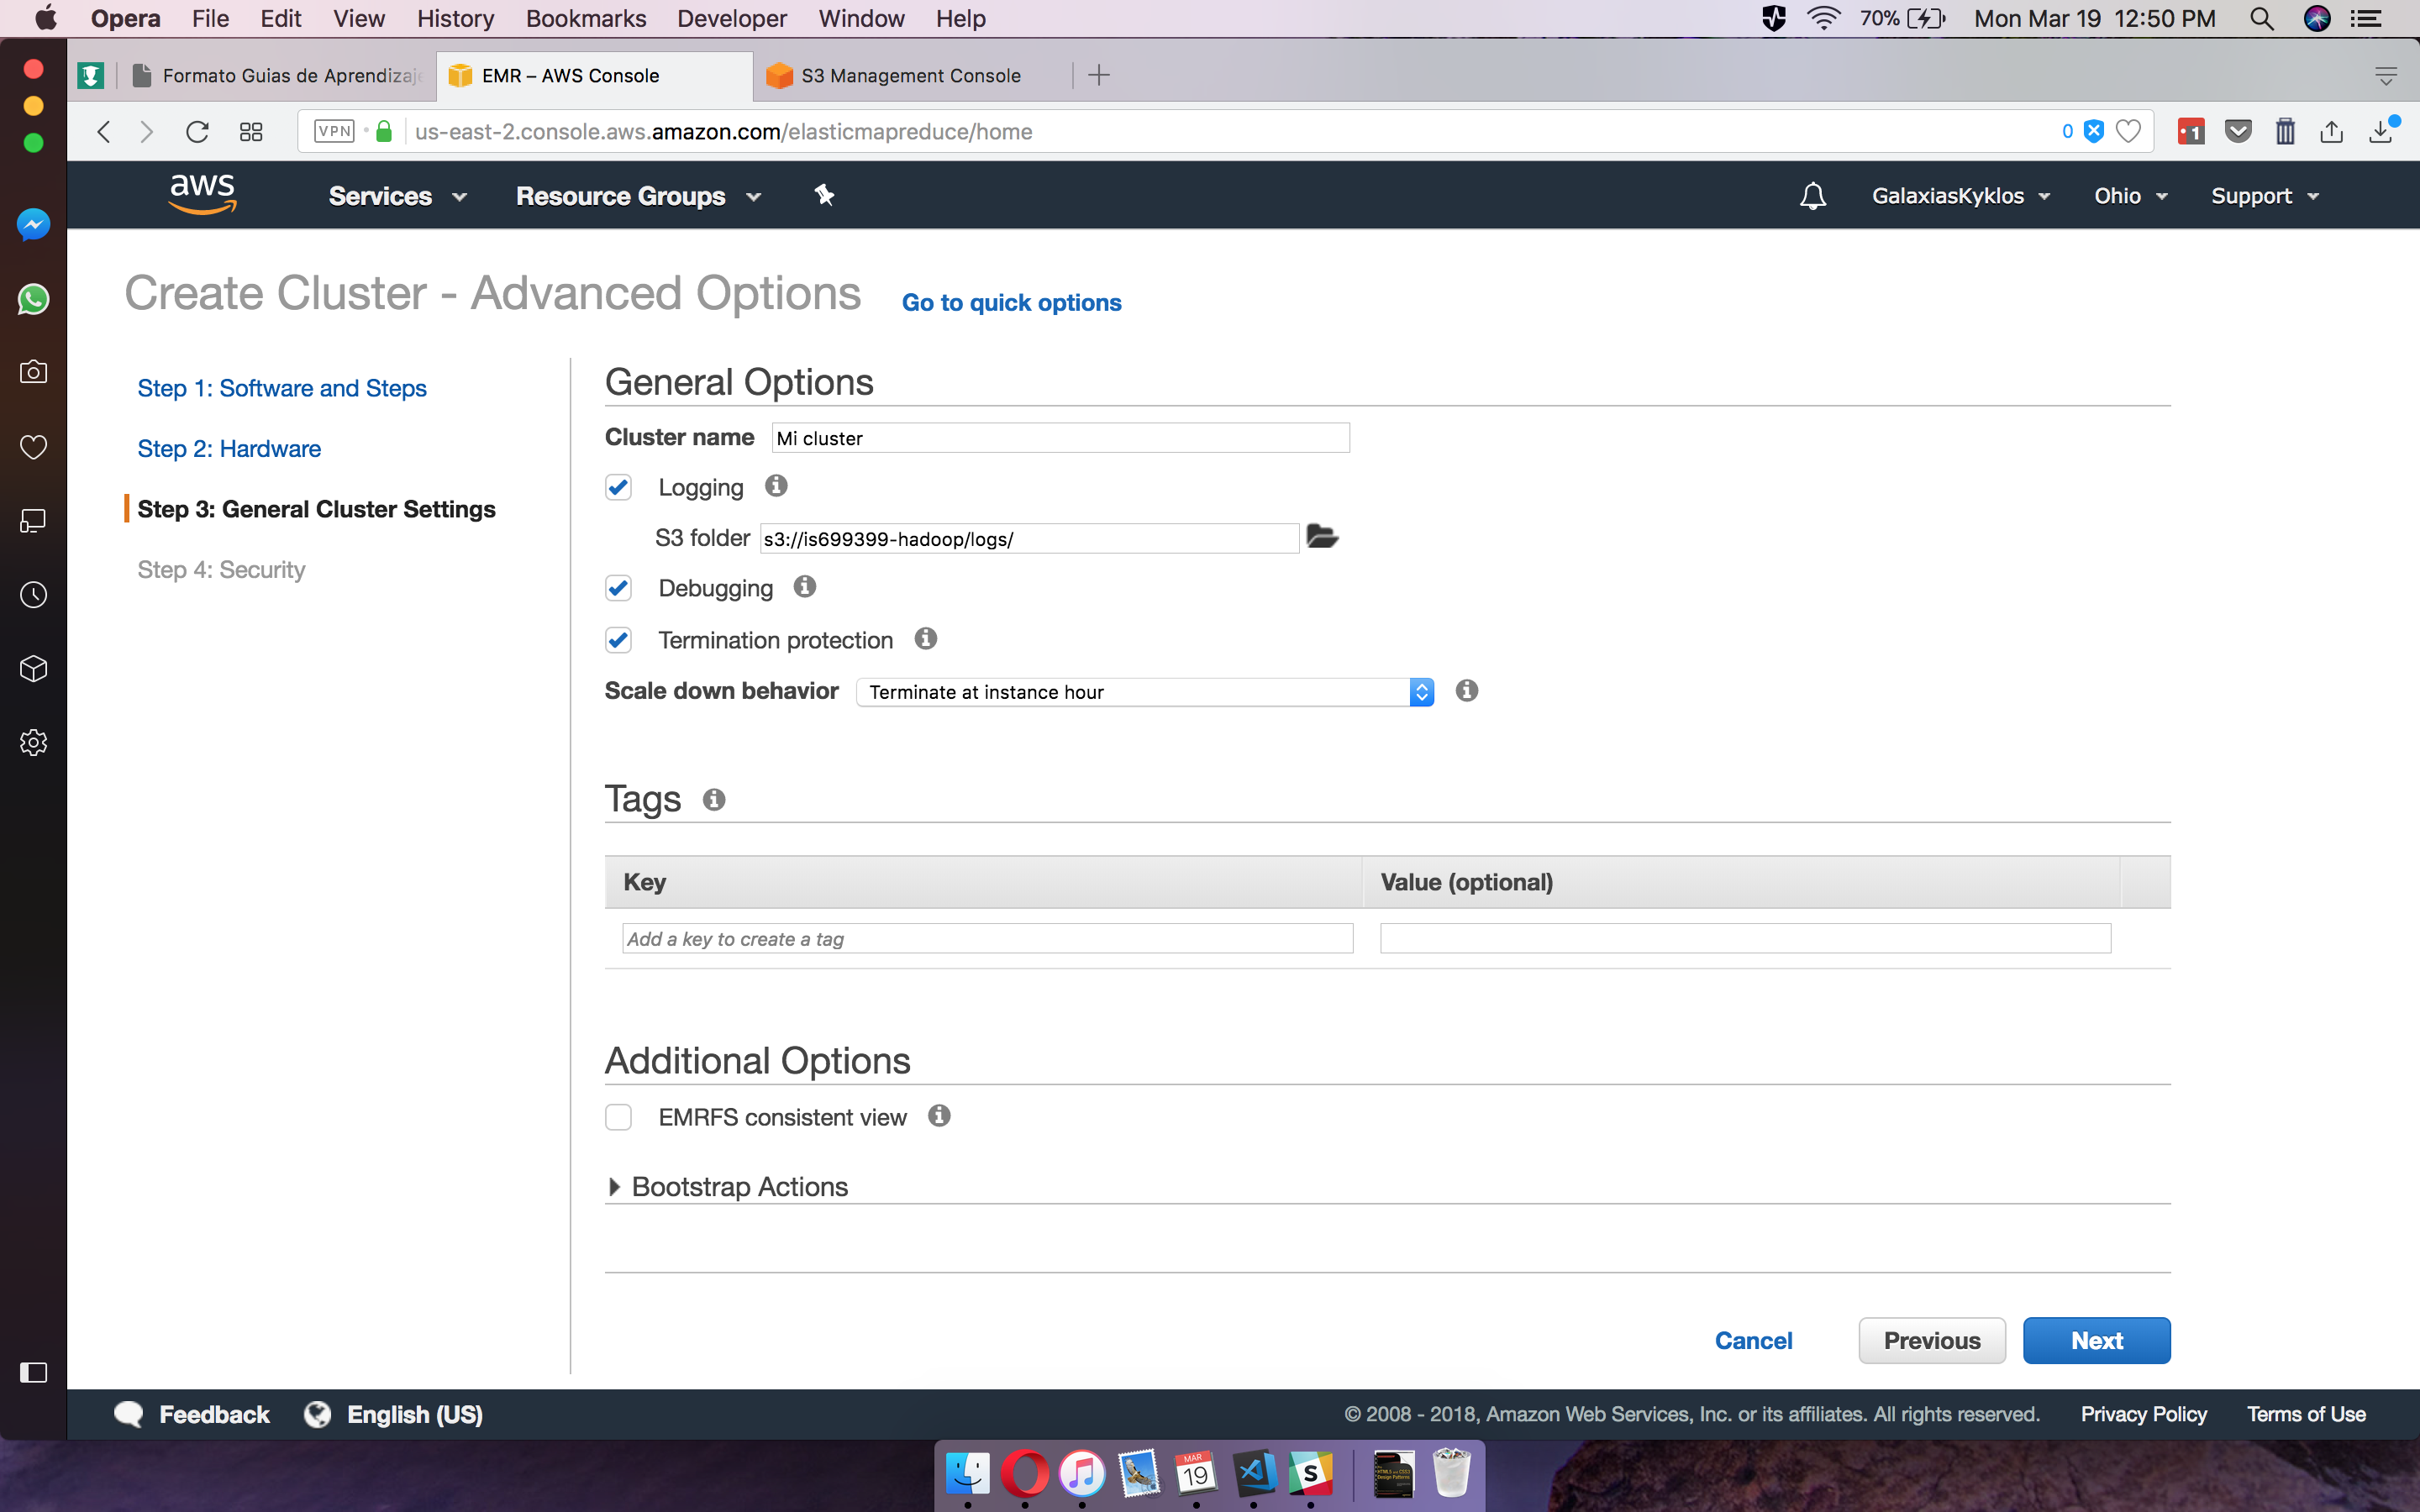 Opera File Edit View History Bookmarks Developer Window Help 70% Mon Mar 19 12:50 PM
Formato Guias de Aprendizaje EMR – AWS Console S3 Management Console
VPN us-east-2.console.aws.amazon.com/elasticmapreduce/home 0 1
aws Services Resource Groups GalaxiasKyklos Ohio Support
Create Cluster - Advanced Options Go to quick options
Step 1: Software and Steps
Step 2: Hardware
Step 3: General Cluster Settings
Step 4: Security
General Options
Cluster name Mi cluster
Logging
S3 folder s3://is699399-hadoop/logs/
Debugging
Termination protection
Scale down behavior Terminate at instance hour
Tags
Key Value (optional)
Add a key to create a tag
Additional Options
EMRFS consistent view
Bootstrap Actions
Cancel Previous Next
Feedback English (US) © 2008 - 2018, Amazon Web Services, Inc. or its affiliates. All rights reserved. Privacy Policy Terms of Use
MAR
19
S